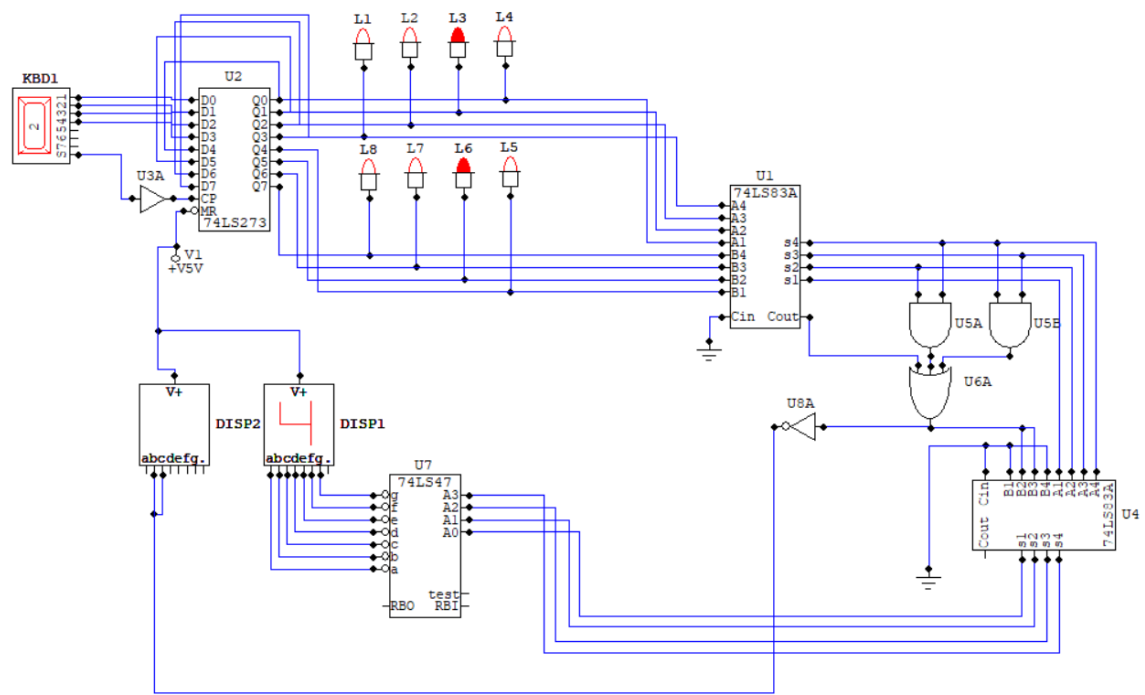 L1 L2 L3 L4
KBD1
2
S7654321
U2
D0 Q0
D1 Q1
D2 Q2
D3 Q3
D4 Q4
D5 Q5
D6 Q6
D7 Q7
CP
MR
74LS273
U3A
V1
+V5V
L8 L7 L6 L5
U1
74LS83A
A4
A3
A2
A1 s4
B4 s3
B3 s2
B2 s1
B1
Cin Cout
U5A U5B
U6A
U8A
V+ V+
DISP2 DISP1
abcdefg. abcdefg.
U7
74LS47
g A3
f A2
e A1
d A0
c
b
a
test
RBO RBI
Cin B1 B2 B3 B4 A1 A2 A3 A4
74LS83A
U4
Cout s1 s2 s3 s4